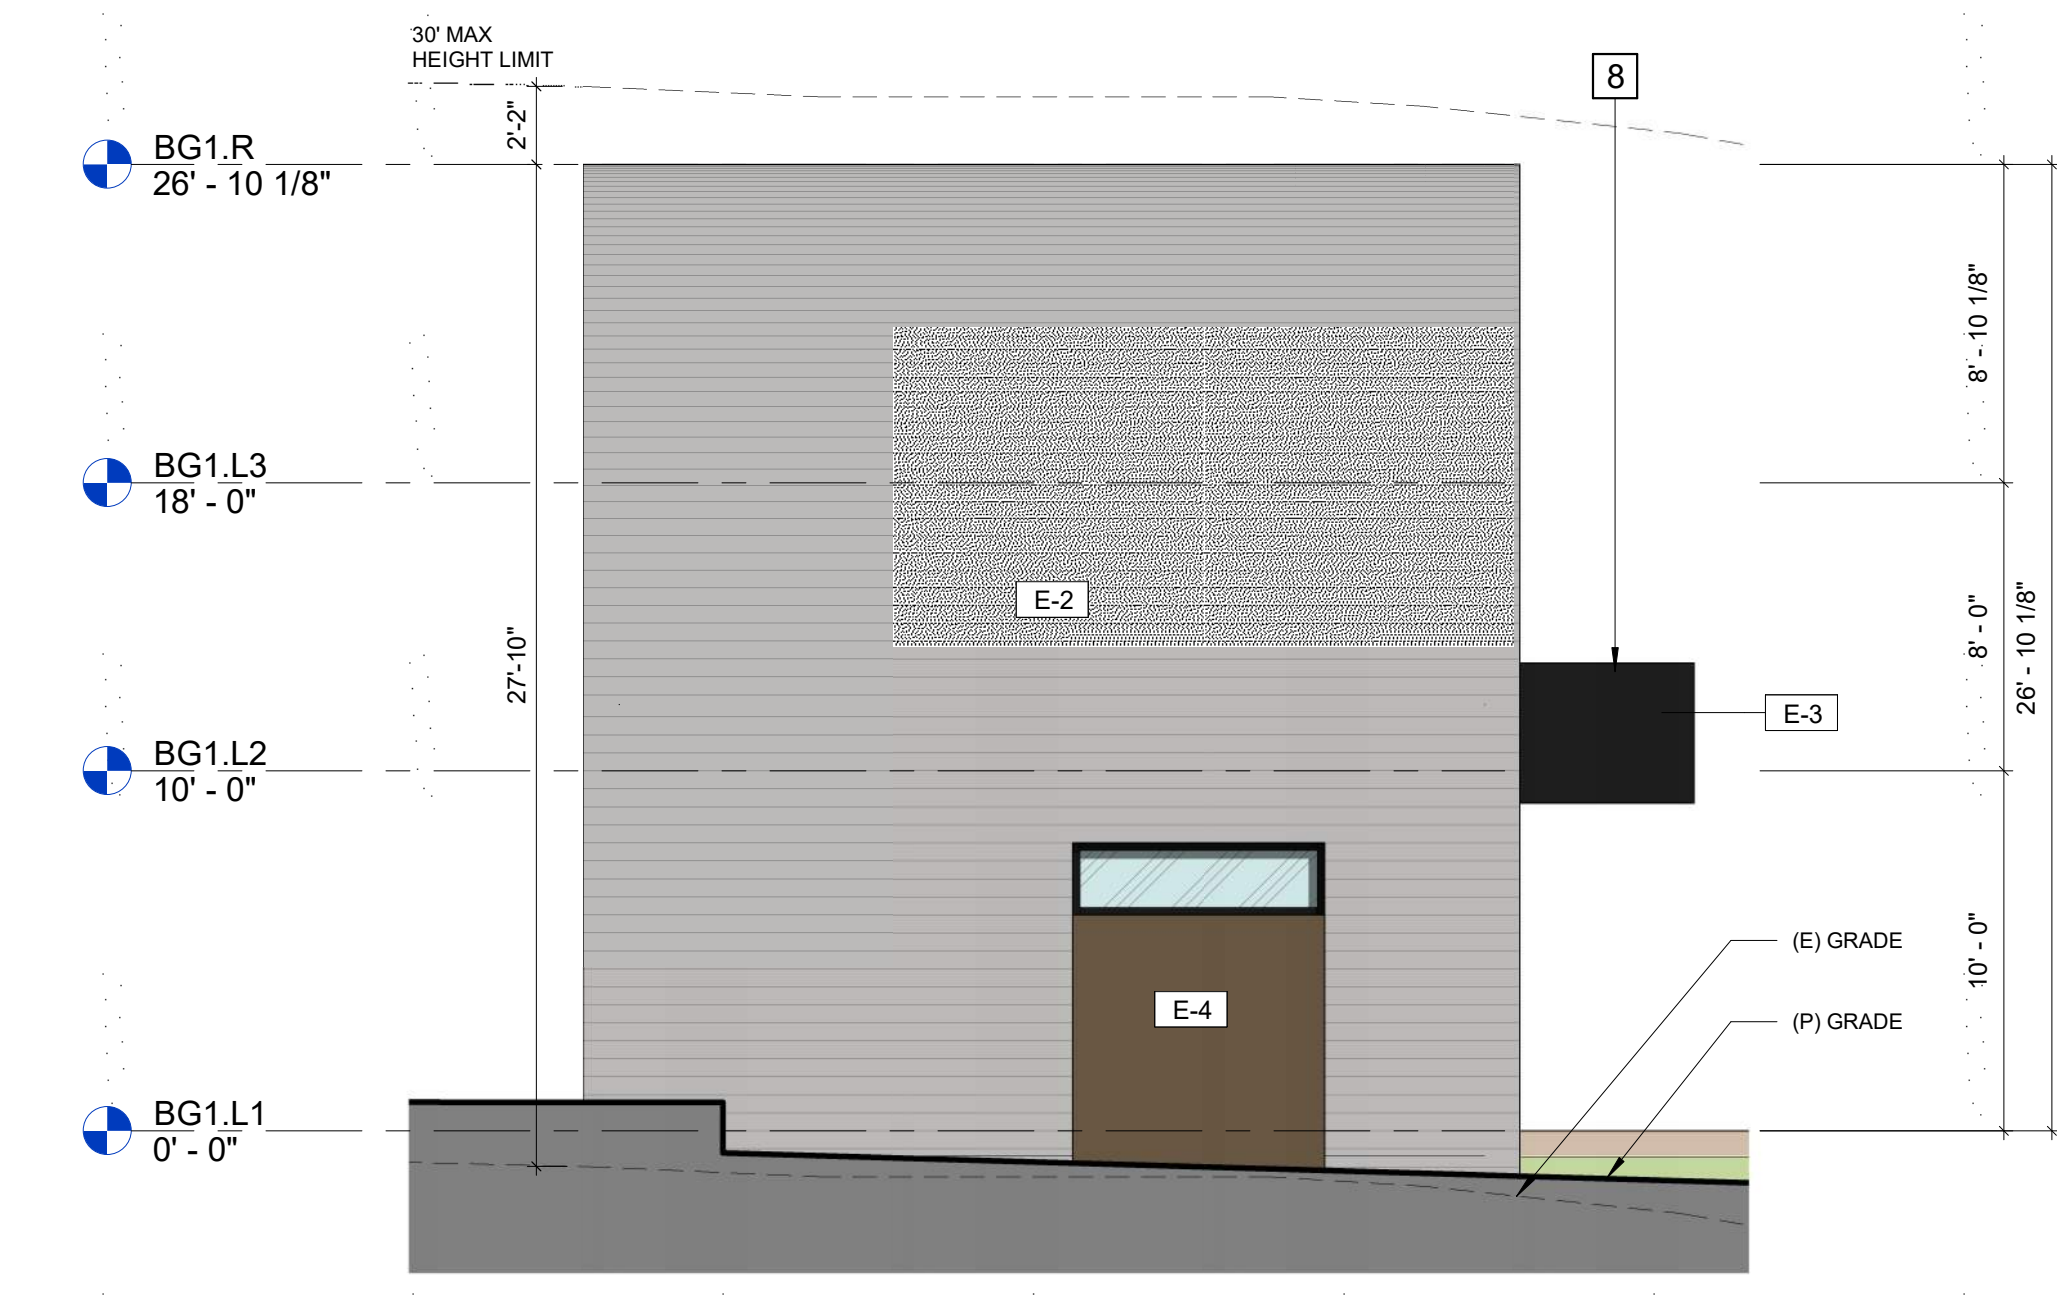 30' MAX
HEIGHT LIMIT
8
2'-2"
BG1.R
26' - 10 1/8"
8' - 10 1/8"
BG1.L3
18' - 0"
E-2
27'-10"
8' - 0"
26' - 10 1/8"
E-3
BG1.L2
10' - 0"
(E) GRADE
10' - 0"
E-4
(P) GRADE
BG1.L1
0' - 0"